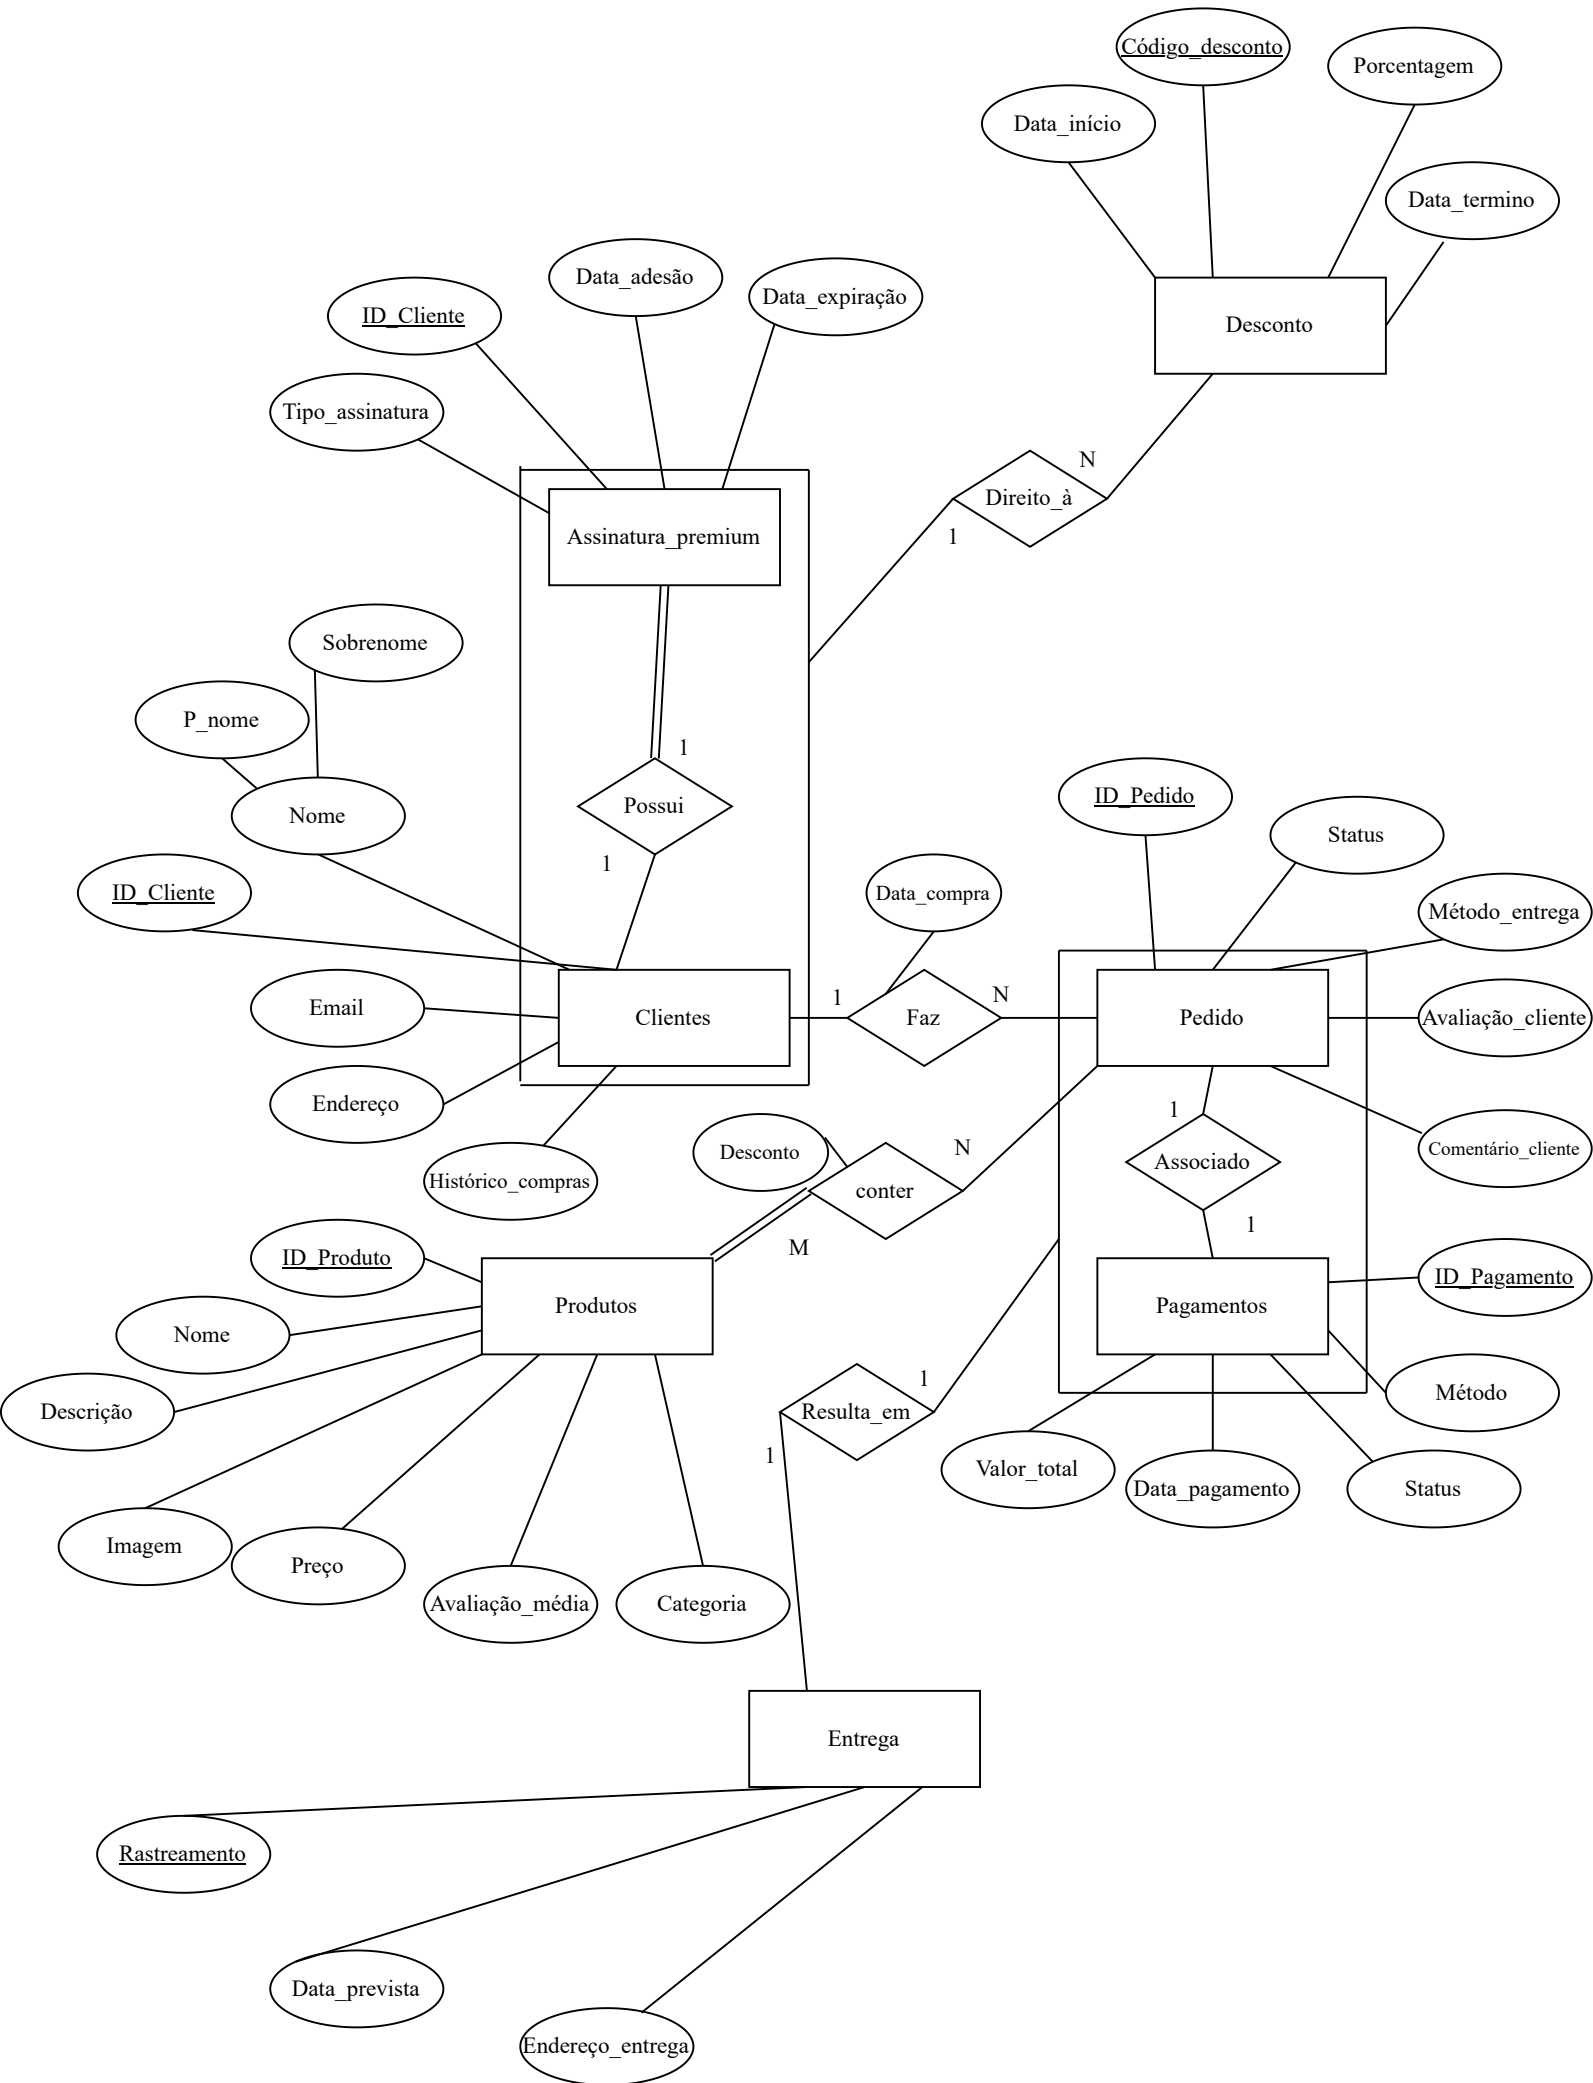 Código_desconto
Porcentagem
Data_início
Data_termino
Data_adesão
Data_expiração
ID_Cliente
Desconto
Tipo_assinatura
N
Direito_à
1
Assinatura_premium
Sobrenome
P_nome
1
Possui
Nome
1
ID_Pedido
Status
ID_Cliente
Data_compra
Método_entrega
Email
Clientes
1
Faz
N
Pedido
Avaliação_cliente
Endereço
1
Histórico_compras
Desconto
N
conter
Associado
Comentário_cliente
M
1
ID_Produto
Produtos
Pagamentos
ID_Pagamento
Nome
Descrição
1
Resulta_em
Método
1
Valor_total
Data_pagamento
Status
Imagem
Preço
Avaliação_média
Categoria
Entrega
Rastreamento
Data_prevista
Endereço_entrega